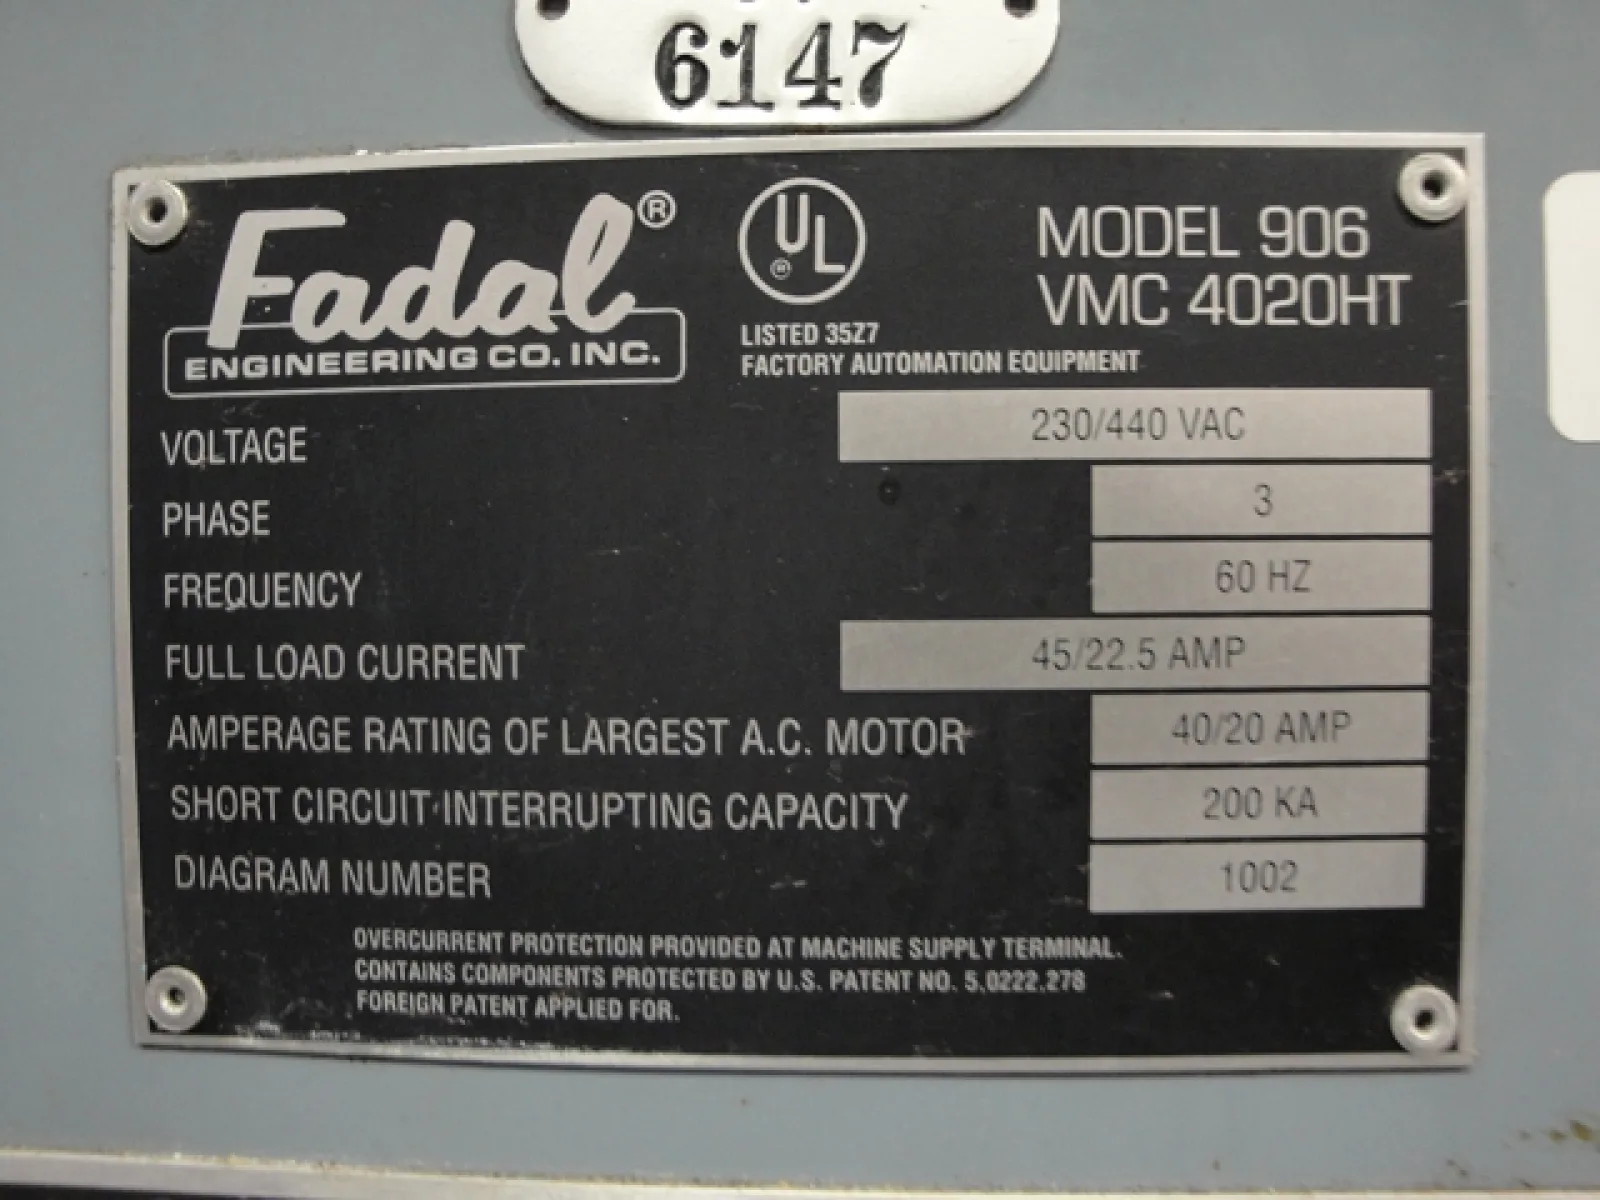 6147
Fadal®
ENGINEERING CO. INC.
UL®
LISTED 35Z7
FACTORY AUTOMATION EQUIPMENT
MODEL 906
VMC 4020HT
VOLTAGE 230/440 VAC
PHASE 3
FREQUENCY 60 HZ
FULL LOAD CURRENT 45/22.5 AMP
AMPERAGE RATING OF LARGEST A.C. MOTOR 40/20 AMP
SHORT CIRCUIT INTERRUPTING CAPACITY 200 KA
DIAGRAM NUMBER 1002
OVERCURRENT PROTECTION PROVIDED AT MACHINE SUPPLY TERMINAL.
CONTAINS COMPONENTS PROTECTED BY U.S. PATENT NO. 5,0222,278
FOREIGN PATENT APPLIED FOR.